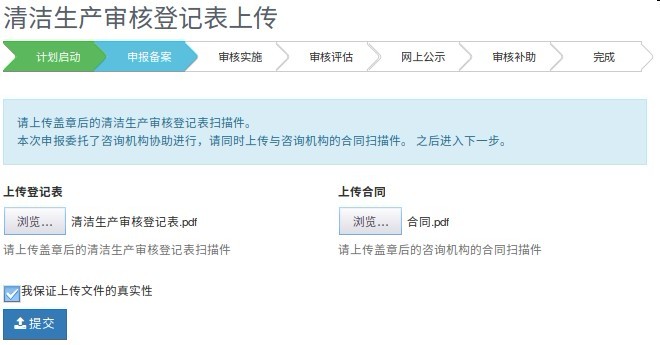 清洁生产审核登记表上传
计划启动 申报备案 审核实施 审核评估 网上公示 审核补助 完成
请上传盖章后的清洁生产审核登记表扫描件。
本次申报委托了咨询机构协助进行，请同时上传与咨询机构的合同扫描件。 之后进入下一步。
上传登记表 上传合同
浏览... 清洁生产审核登记表.pdf 浏览... 合同.pdf
请上传盖章后的清洁生产审核登记表扫描件 请上传盖章后的咨询机构的合同扫描件
我保证上传文件的真实性
提交